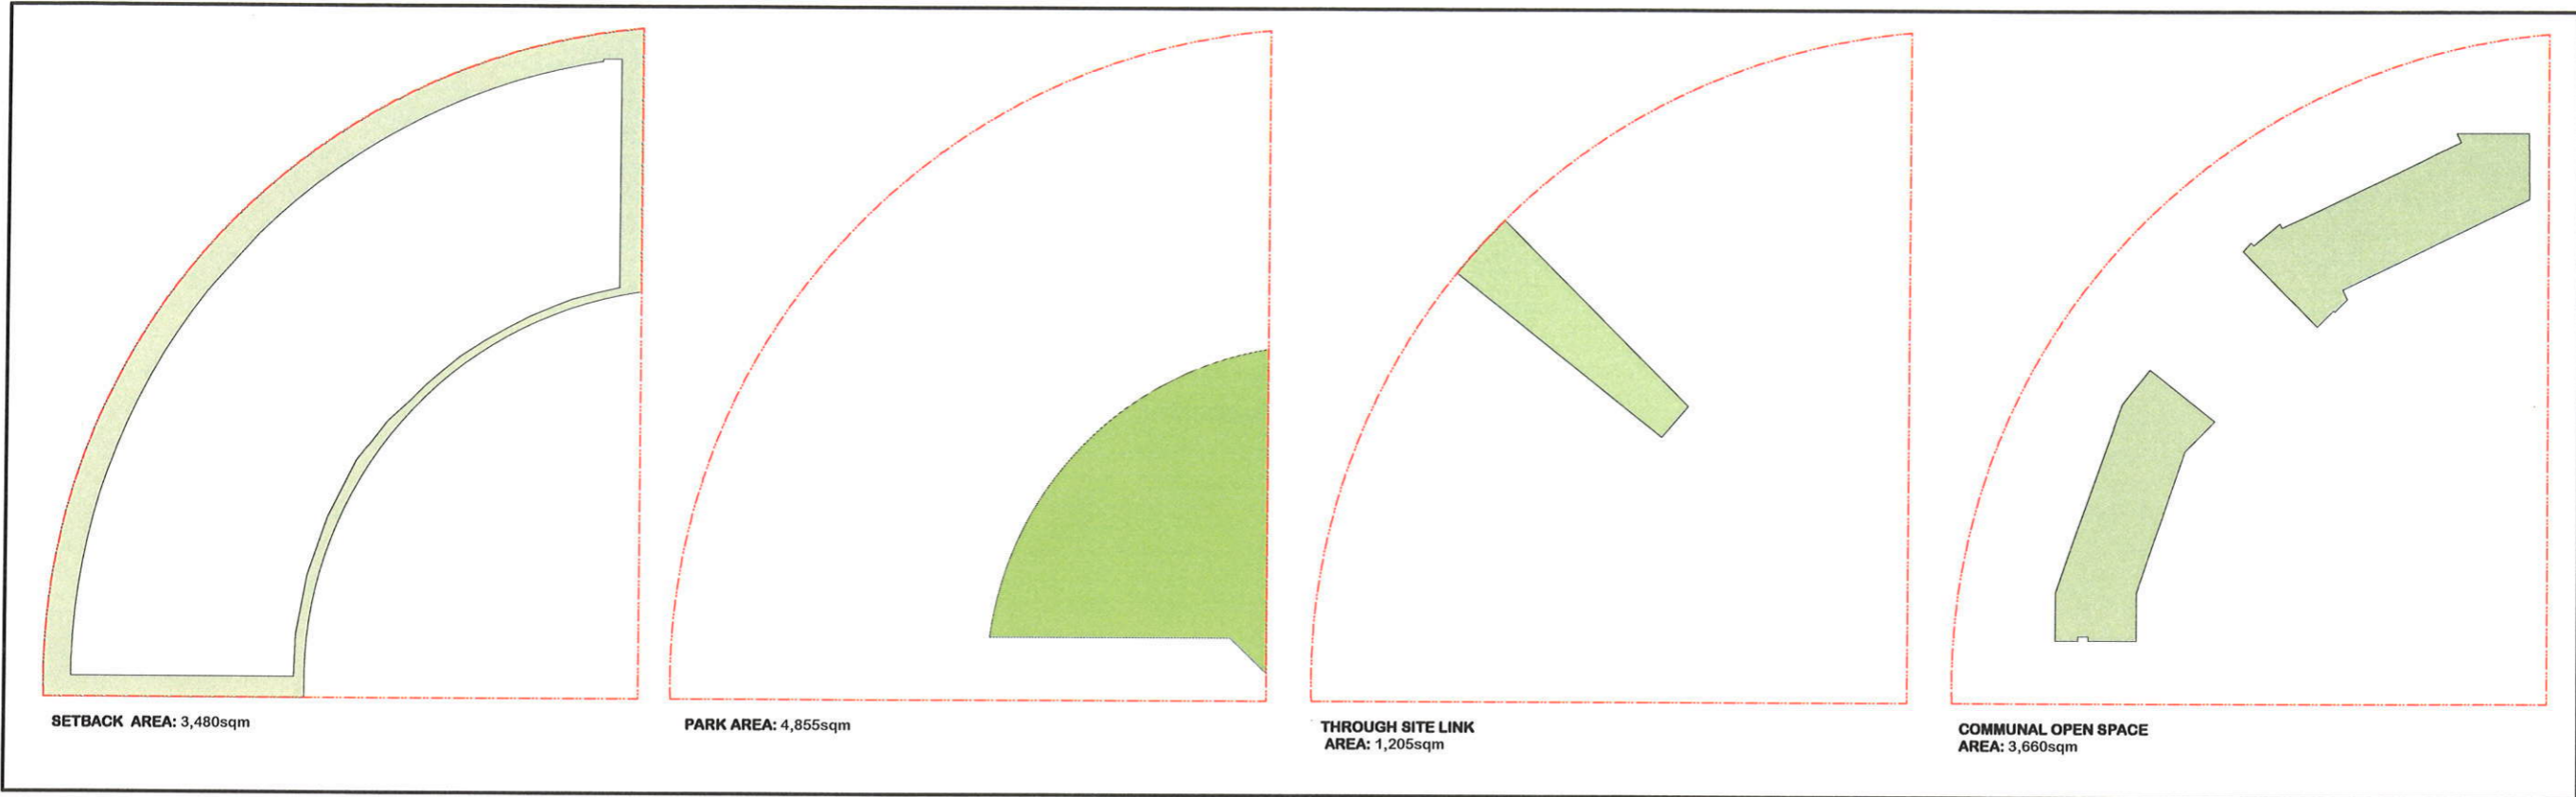 SETBACK AREA: 3,480sqm
PARK AREA: 4,855sqm
THROUGH SITE LINK
AREA: 1,205sqm
COMMUNAL OPEN SPACE
AREA: 3,660sqm